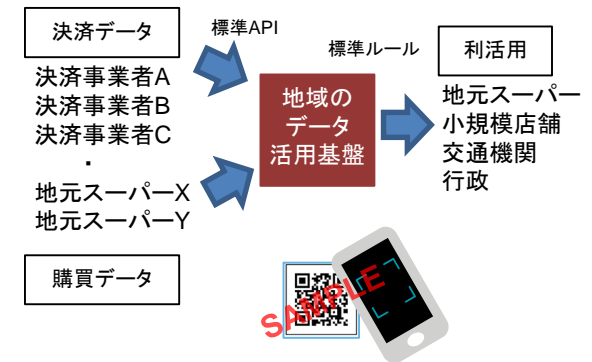 決済データ
標準API
標準ルール
利活用
決済事業者A
決済事業者B
決済事業者C
・
地元スーパーX
地元スーパーY
購買データ
地域の
データ
活用基盤
地元スーパー
小規模店舗
交通機関
行政
SAMPLE